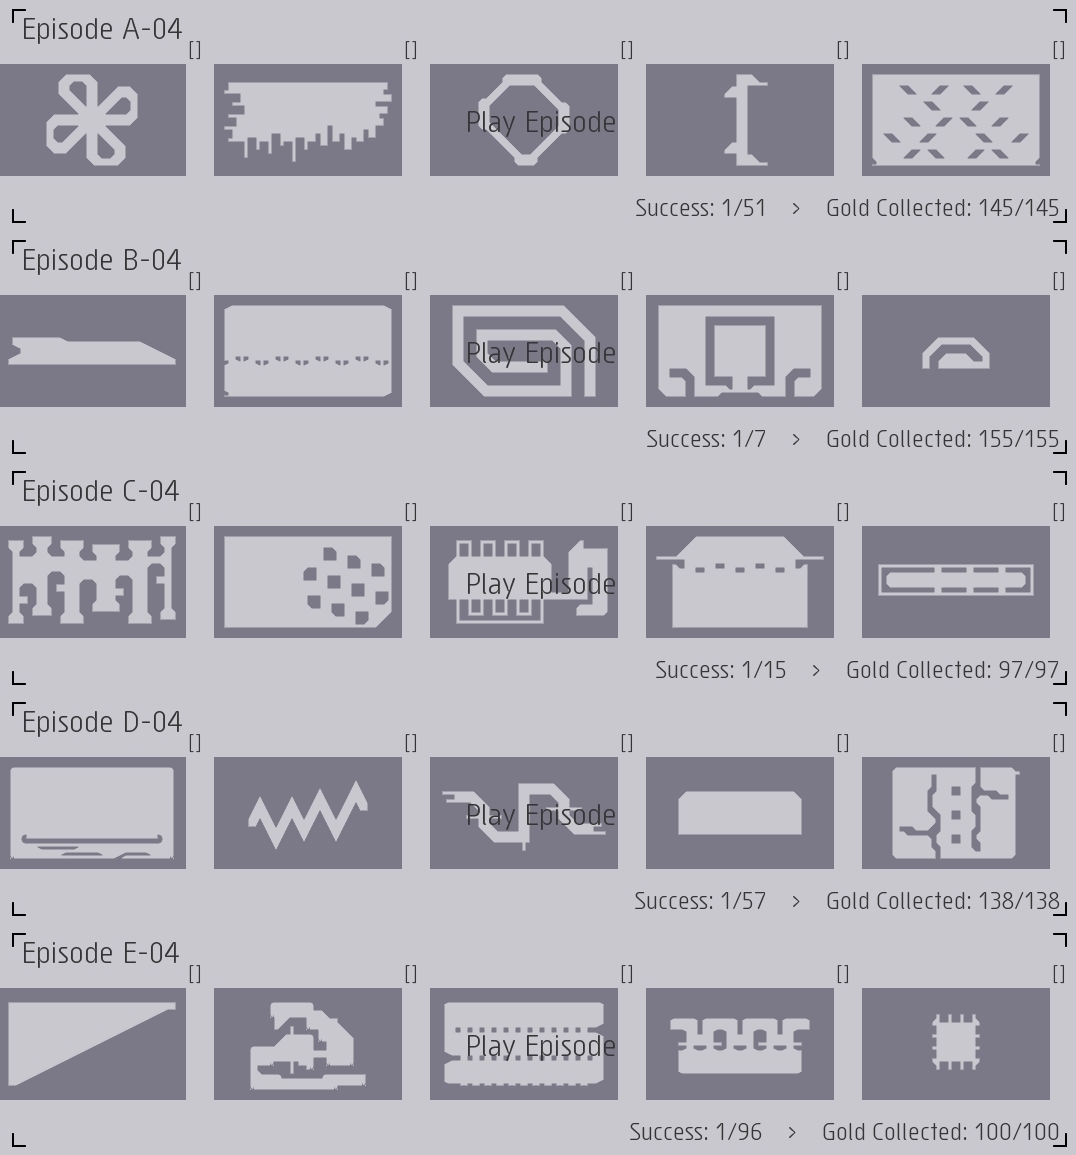 Episode A-04
[] [] [] [] []
Play Episode
Success: 1/51 > Gold Collected: 145/145
Episode B-04
[] [] [] [] []
Play Episode
Success: 1/7 > Gold Collected: 155/155
Episode C-04
[] [] [] [] []
Play Episode
Success: 1/15 > Gold Collected: 97/97
Episode D-04
[] [] [] [] []
Play Episode
Success: 1/57 > Gold Collected: 138/138
Episode E-04
[] [] [] [] []
Play Episode
Success: 1/96 > Gold Collected: 100/100